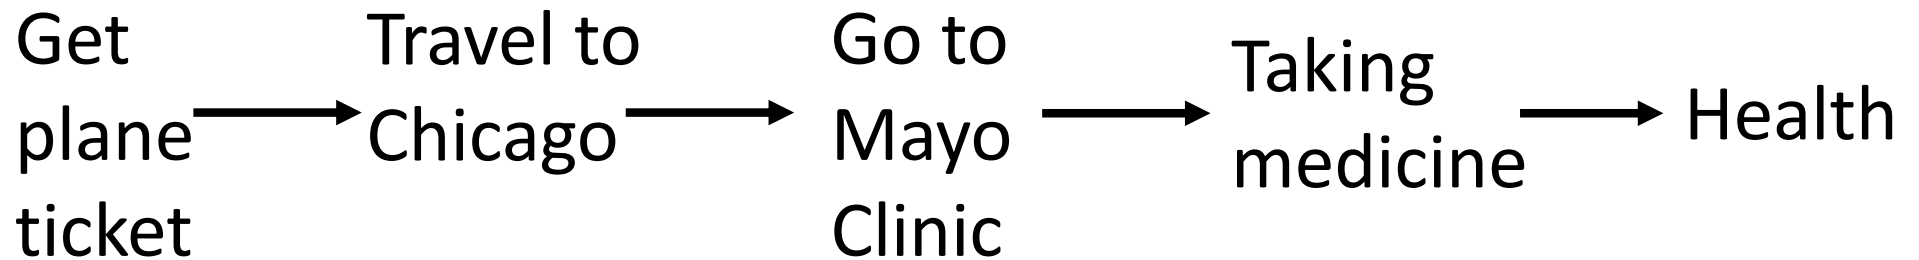 Get
plane
ticket
Travel to
Chicago
Go to
Mayo
Clinic
Taking
medicine
Health